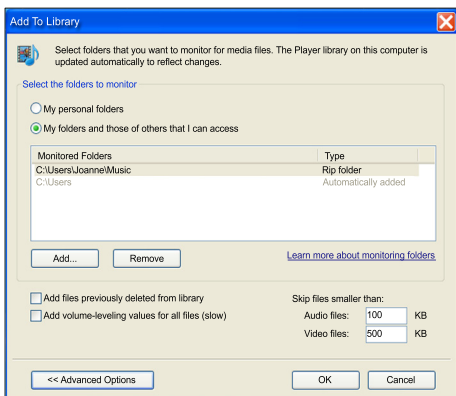 Add To Library
Select folders that you want to monitor for media files. The Player library on this computer is
updated automatically to reflect changes.
Select the folders to monitor
My personal folders
My folders and those of others that I can access
Monitored Folders Type
C:\Users\Joanne\Music Rip folder
C:\Users Automatically added
Add... Remove Learn more about monitoring folders
Add files previously deleted from library Skip files smaller than:
Add volume-leveling values for all files (slow) Audio files: 100 KB
Video files: 500 KB
<< Advanced Options OK Cancel